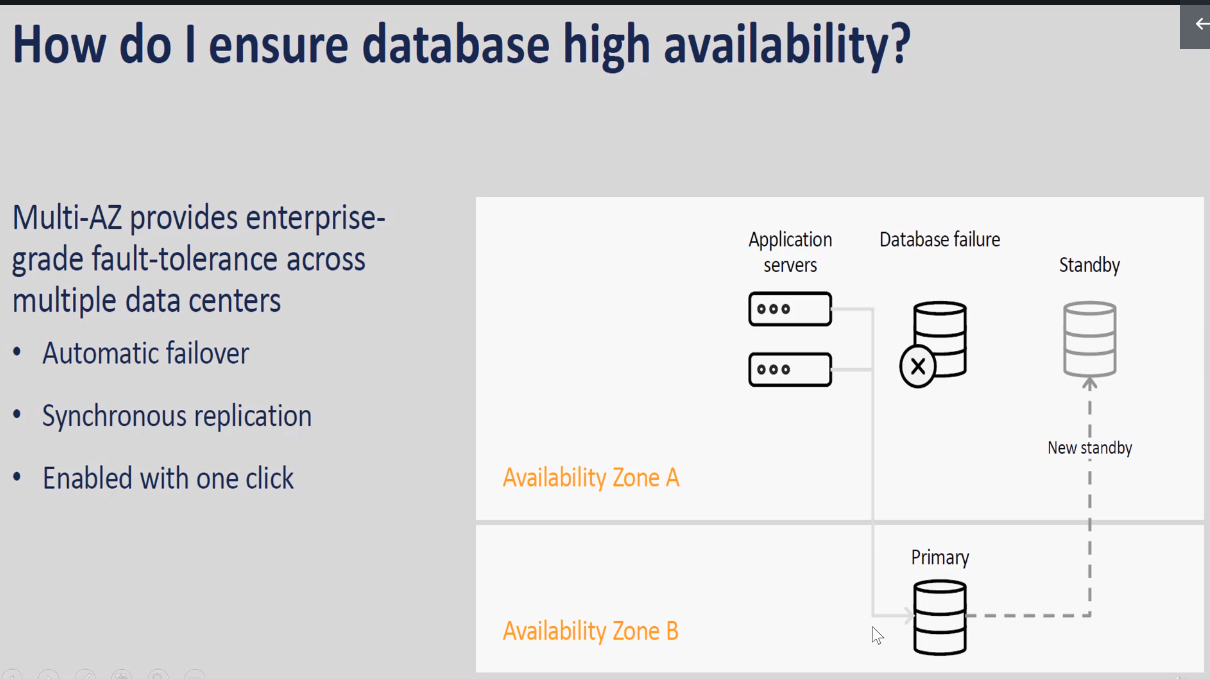 How do I ensure database high availability?
Multi-AZ provides enterprise-
grade fault-tolerance across
multiple data centers
• Automatic failover
• Synchronous replication
• Enabled with one click
Application
servers
Database failure
Standby
New standby
Availability Zone A
Primary
Availability Zone B